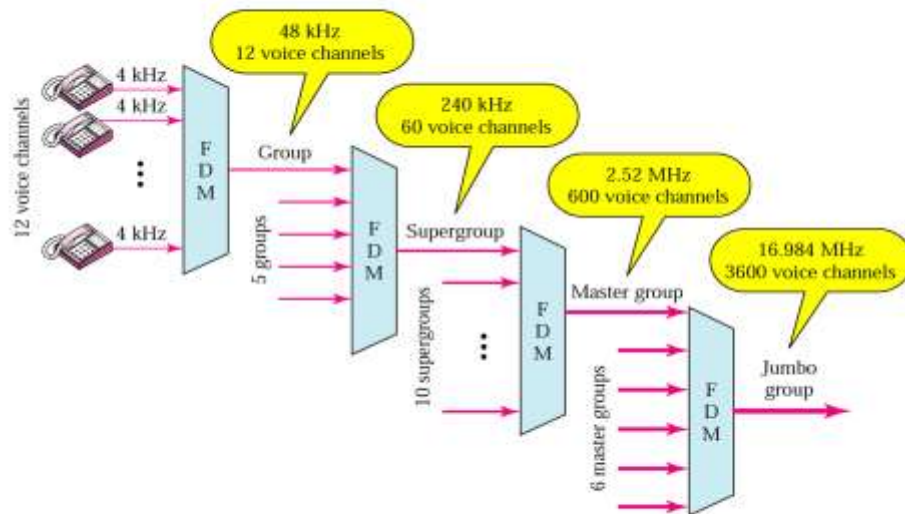 48 kHz
12 voice channels
4 kHz
4 kHz
4 kHz
12 voice channels
F
D
M
Group
240 kHz
60 voice channels
5 groups
F
D
M
Supergroup
2.52 MHz
600 voice channels
10 supergroups
F
D
M
Master group
16.984 MHz
3600 voice channels
6 master groups
F
D
M
Jumbo
group